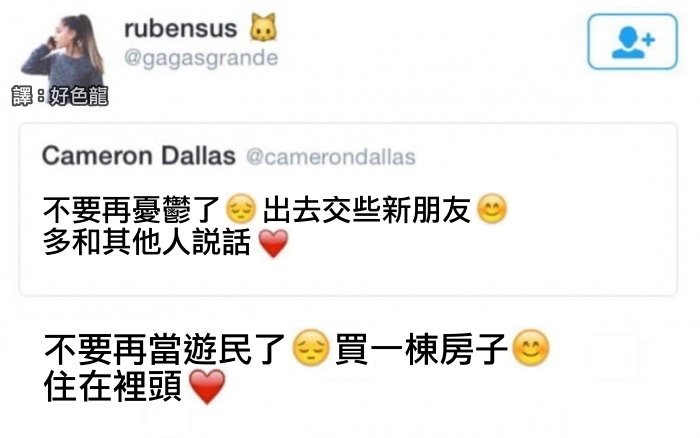 rubensus 🐱
@gagasgrande
譯：好色龍
Cameron Dallas @camerondallas
不要再憂鬱了😔出去交些新朋友😊
多和其他人說話❤️
不要再當遊民了😔買一棟房子😊
住在裡頭❤️